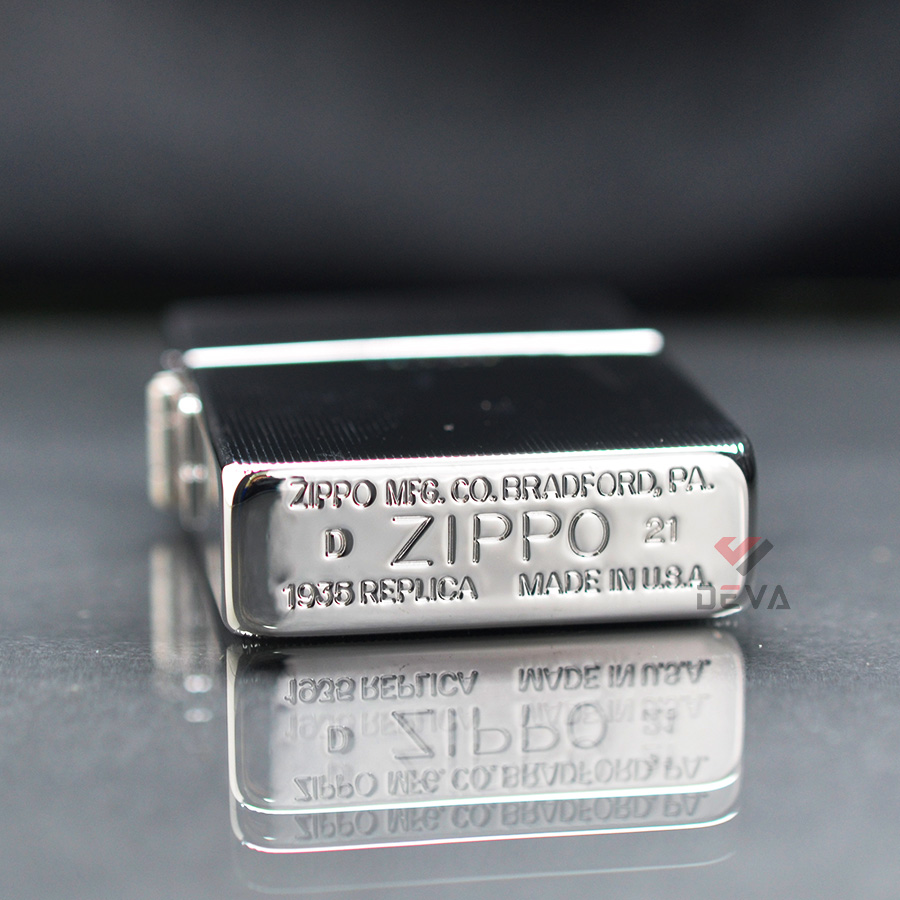 ZIPPO MFG. CO. BRADFORD, PA.
D ZIPPO 21
1935 REPLICA MADE IN U.S.A.
DEVA